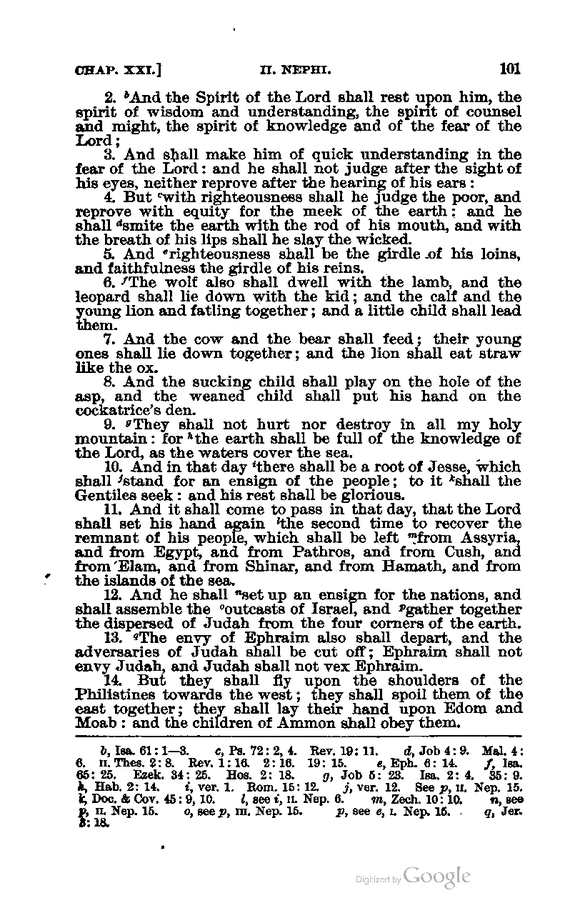 CHAP. XXI.] II. NEPHI. 101
2. ᵇAnd the Spirit of the Lord shall rest upon him, the
spirit of wisdom and understanding, the spirit of counsel
and might, the spirit of knowledge and of the fear of the
Lord;
3. And shall make him of quick understanding in the
fear of the Lord: and he shall not judge after the sight of
his eyes, neither reprove after the hearing of his ears:
4. But ᶜwith righteousness shall he judge the poor, and
reprove with equity for the meek of the earth: and he
shall ᵈsmite the earth with the rod of his mouth, and with
the breath of his lips shall he slay the wicked.
5. And ᵉrighteousness shall be the girdle of his loins,
and faithfulness the girdle of his reins.
6. ᶠThe wolf also shall dwell with the lamb, and the
leopard shall lie down with the kid; and the calf and the
young lion and fatling together; and a little child shall lead
them.
7. And the cow and the bear shall feed; their young
ones shall lie down together; and the lion shall eat straw
like the ox.
8. And the sucking child shall play on the hole of the
asp, and the weaned child shall put his hand on the
cockatrice's den.
9. ᵍThey shall not hurt nor destroy in all my holy
mountain: for ʰthe earth shall be full of the knowledge of
the Lord, as the waters cover the sea.
10. And in that day ⁱthere shall be a root of Jesse, which
shall ʲstand for an ensign of the people; to it ᵏshall the
Gentiles seek: and his rest shall be glorious.
11. And it shall come to pass in that day, that the Lord
shall set his hand again ˡthe second time to recover the
remnant of his people, which shall be left ᵐfrom Assyria,
and from Egypt, and from Pathros, and from Cush, and
from Elam, and from Shinar, and from Hamath, and from
the islands of the sea.
12. And he shall ⁿset up an ensign for the nations, and
shall assemble the ᵒoutcasts of Israel, and ᵖgather together
the dispersed of Judah from the four corners of the earth.
13. qThe envy of Ephraim also shall depart, and the
adversaries of Judah shall be cut off; Ephraim shall not
envy Judah, and Judah shall not vex Ephraim.
14. But they shall fly upon the shoulders of the
Philistines towards the west; they shall spoil them of the
east together; they shall lay their hand upon Edom and
Moab: and the children of Ammon shall obey them.
b, Isa. 61: 1—3. c, Ps. 72: 2, 4. Rev. 19: 11. d, Job 4: 9. Mal. 4:
6. II. Thes. 2: 8. Rev. 1: 16. 2: 16. 19: 15. e, Eph. 6: 14. f, Isa.
65: 25. Ezek. 34: 25. Hos. 2: 18. g, Job 5: 23. Isa. 2: 4. 35: 9.
h, Hab. 2: 14. i, ver. 1. Rom. 15: 12. j, ver. 12. See p, II. Nep. 15.
k, Doc. & Cov. 45: 9, 10. l, see i, II. Nep. 6. m, Zech. 10: 10. n, see
p, II. Nep. 15. o, see p, III. Nep. 15. p, see e, I. Nep. 15. q, Jer.
3: 18.
Digitized by Google